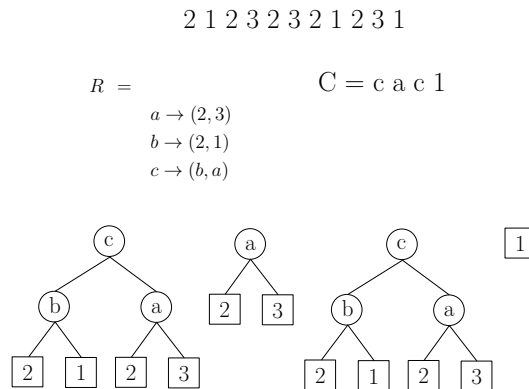 2 1 2 3 2 3 2 1 2 3 1
R = C = c a c 1
a → (2, 3)
b → (2, 1)
c → (b, a)
c a c 1
b a 2 3 b a
2 1 2 3 2 1 2 3